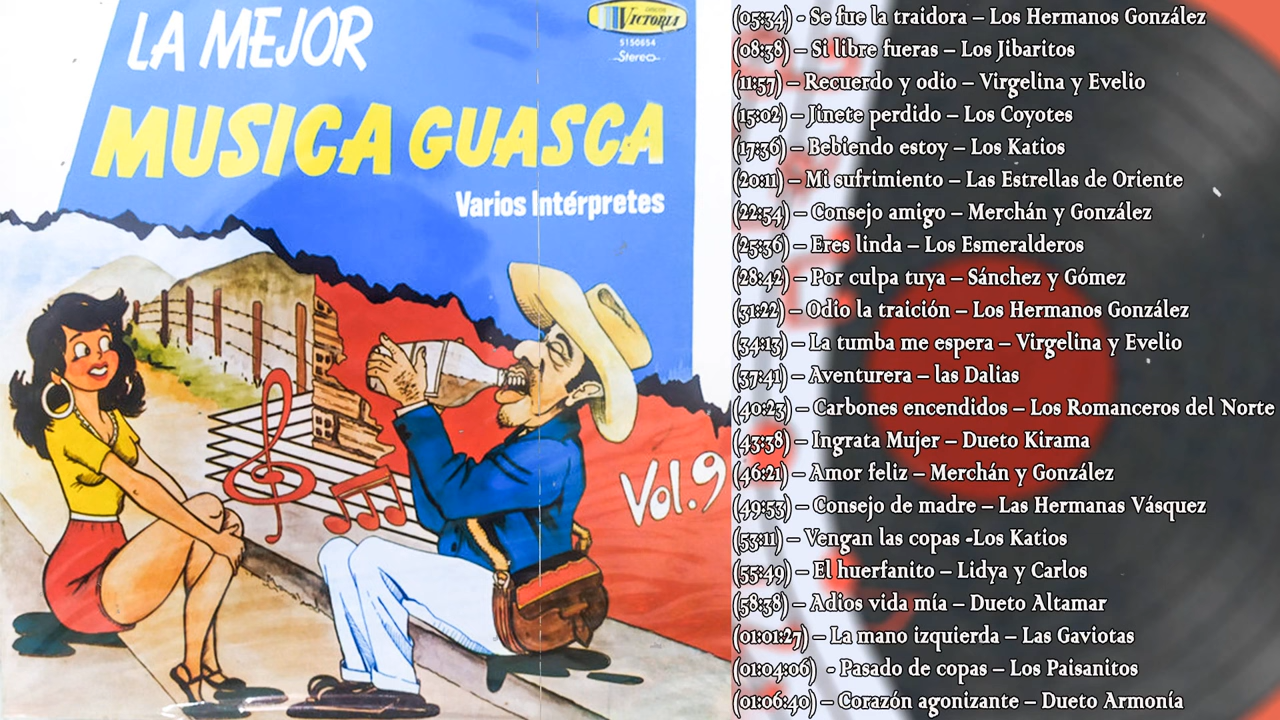 LA MEJOR
MUSICA GUASCA
Varios Intérpretes
VICTORIA
5150654
Stereo
Vol. 9
(05:34) - Se fue la traidora – Los Hermanos González
(08:38) – Si libre fueras – Los Jibaritos
(11:57) – Recuerdo y odio – Virgelina y Evelio
(15:02) – Jinete perdido – Los Coyotes
(17:36) – Bebiendo estoy – Los Katios
(20:11) – Mi sufrimiento – Las Estrellas de Oriente
(22:54) – Consejo amigo – Merchán y González
(25:36) – Eres linda – Los Esmeralderos
(28:42) – Por culpa tuya – Sánchez y Gómez
(31:22) – Odio la traición – Los Hermanos González
(34:13) – La tumba me espera – Virgelina y Evelio
(37:41) – Aventurera – las Dalias
(40:23) – Carbones encendidos – Los Romanceros del Norte
(43:38) – Ingrata Mujer – Dueto Kirama
(46:21) – Amor feliz – Merchán y González
(49:53) – Consejo de madre – Las Hermanas Vásquez
(53:11) – Vengan las copas -Los Katios
(55:49) – El huerfanito – Lidya y Carlos
(58:38) – Adios vida mía – Dueto Altamar
(01:01:27) – La mano izquierda – Las Gaviotas
(01:04:06) - Pasado de copas – Los Paisanitos
(01:06:40) – Corazón agonizante – Dueto Armonía